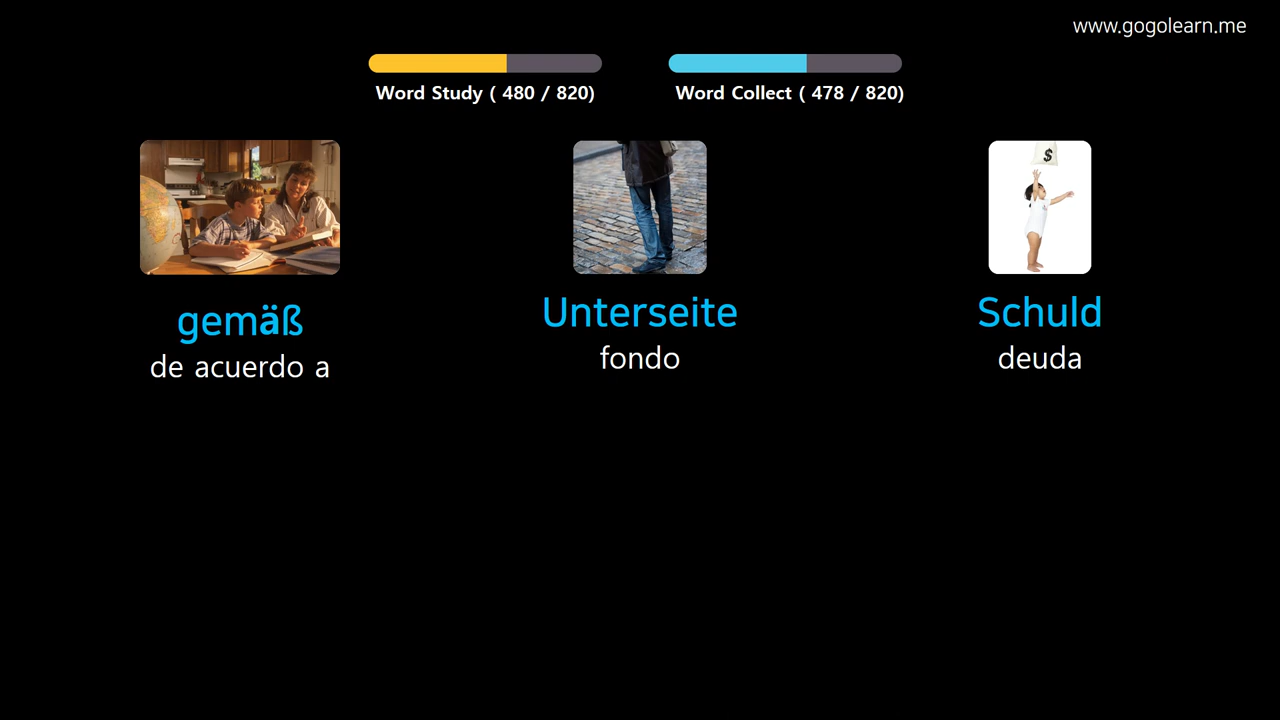 www.gogolearn.me
Word Study ( 480 / 820)
Word Collect ( 478 / 820)
$
gemäß
de acuerdo a
Unterseite
fondo
Schuld
deuda